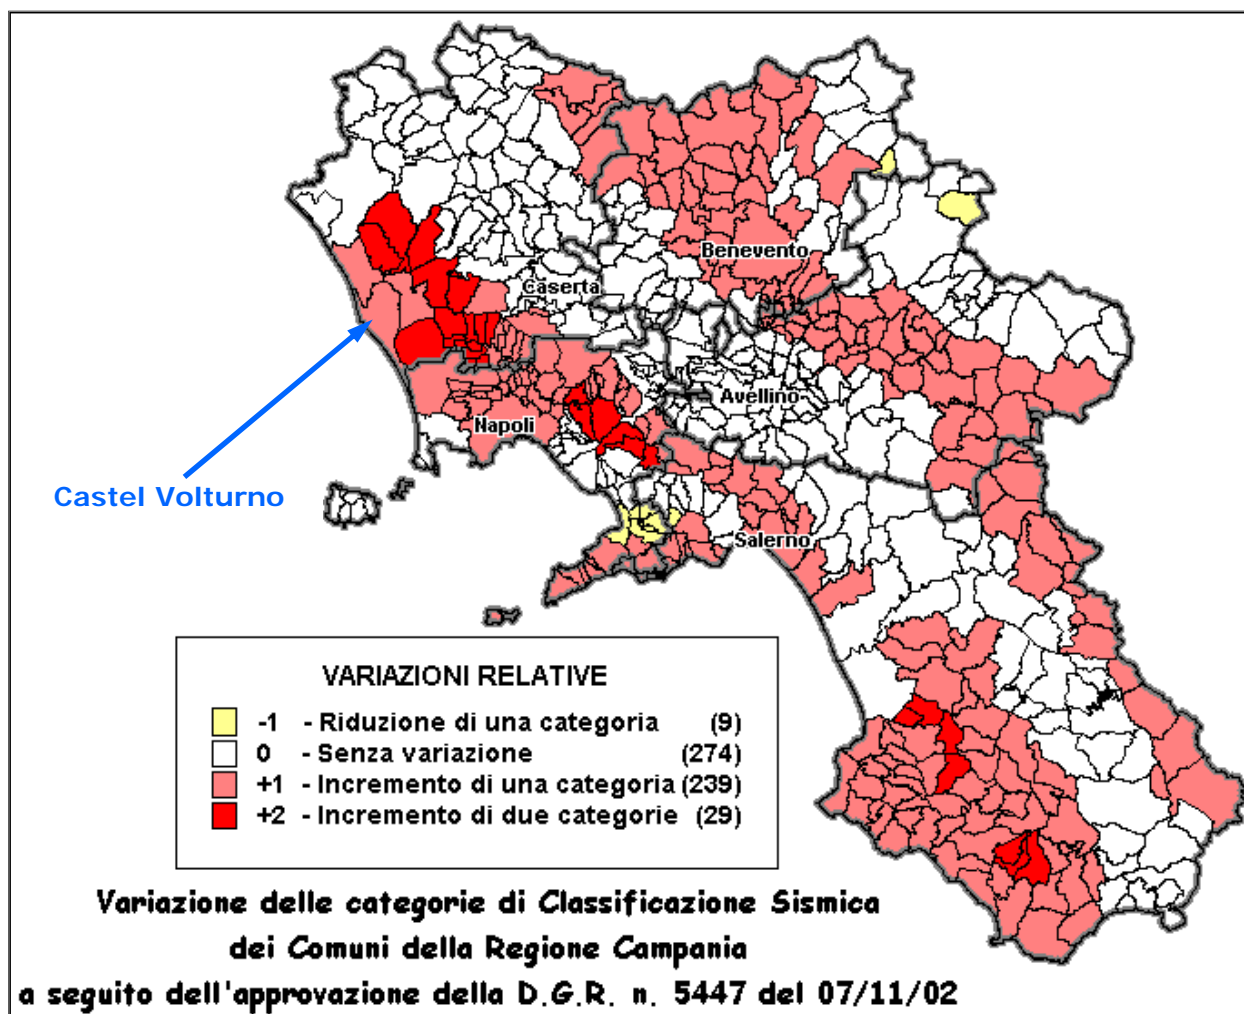 Benevento
Caserta
Avellino
Napoli
Castel Volturno
Salerno
VARIAZIONI RELATIVE
-1 - Riduzione di una categoria (9)
0 - Senza variazione (274)
+1 - Incremento di una categoria (239)
+2 - Incremento di due categorie (29)
Variazione delle categorie di Classificazione Sismica
dei Comuni della Regione Campania
a seguito dell'approvazione della D.G.R. n. 5447 del 07/11/02